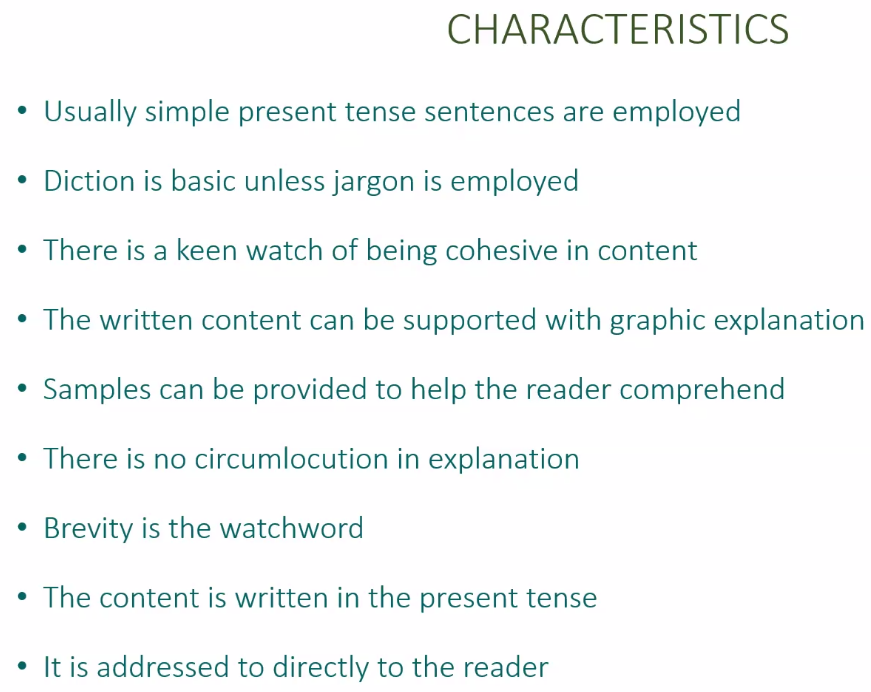 CHARACTERISTICS
• Usually simple present tense sentences are employed
• Diction is basic unless jargon is employed
• There is a keen watch of being cohesive in content
• The written content can be supported with graphic explanation
• Samples can be provided to help the reader comprehend
• There is no circumlocution in explanation
• Brevity is the watchword
• The content is written in the present tense
• It is addressed to directly to the reader